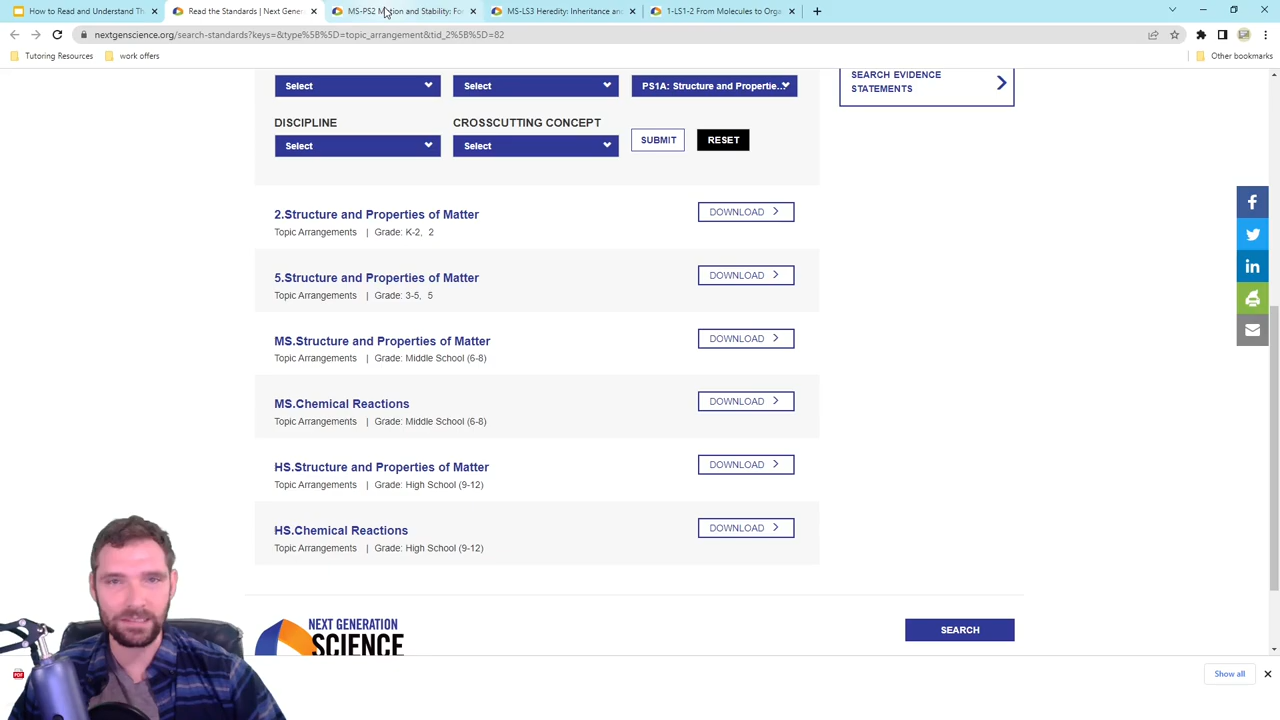 How to Read and Understand Th
Read the Standards | Next Gene
MS-PS2 Motion and Stability: Fo
MS-LS3 Heredity: Inheritance an
1-LS1-2 From Molecules to Orga
nextgenscience.org/search-standards?keys=&type%5B%5D=topic_arrangement&tid_2%5B%5D=82
Tutoring Resources
work offers
Other bookmarks
Select
Select
PS1A: Structure and Propertie...
SEARCH EVIDENCE
STATEMENTS
DISCIPLINE
CROSSCUTTING CONCEPT
Select
Select
SUBMIT
RESET
2.Structure and Properties of Matter
DOWNLOAD
Topic Arrangements | Grade: K-2, 2
5.Structure and Properties of Matter
DOWNLOAD
Topic Arrangements | Grade: 3-5, 5
MS.Structure and Properties of Matter
DOWNLOAD
Topic Arrangements | Grade: Middle School (6-8)
MS.Chemical Reactions
DOWNLOAD
Topic Arrangements | Grade: Middle School (6-8)
HS.Structure and Properties of Matter
DOWNLOAD
Topic Arrangements | Grade: High School (9-12)
HS.Chemical Reactions
DOWNLOAD
Topic Arrangements | Grade: High School (9-12)
NEXT GENERATION
SCIENCE
SEARCH
PDF
Show all